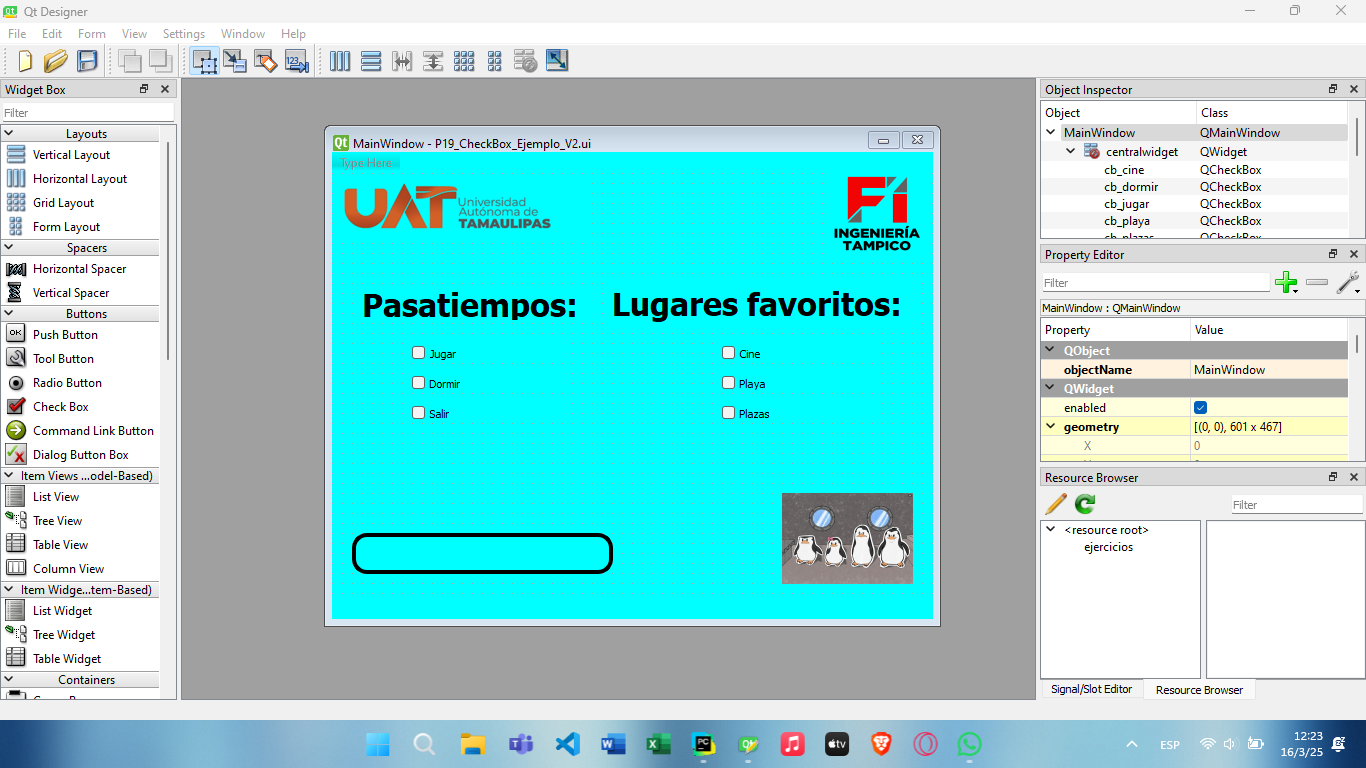 Qt Designer
File Edit Form View Settings Window Help
Widget Box
Filter
Layouts
Vertical Layout
Horizontal Layout
Grid Layout
Form Layout
Spacers
Horizontal Spacer
Vertical Spacer
Buttons
OK Push Button
Tool Button
Radio Button
Check Box
Command Link Button
Dialog Button Box
Item Views ...odel-Based)
List View
Tree View
Table View
Column View
Item Widge...tem-Based)
List Widget
Tree Widget
Table Widget
Containers
Qt MainWindow - P19_CheckBox_Ejemplo_V2.ui
Type Here
UAT Universidad
Autónoma de
TAMAULIPAS
FI
INGENIERÍA
TAMPICO
Pasatiempos: Lugares favoritos:
Jugar Cine
Dormir Playa
Salir Plazas
Object Inspector
Object Class
MainWindow QMainWindow
centralwidget QWidget
cb_cine QCheckBox
cb_dormir QCheckBox
cb_jugar QCheckBox
cb_playa QCheckBox
cb_plazas QCheckBox
Property Editor
Filter
MainWindow : QMainWindow
Property Value
QObject
objectName MainWindow
QWidget
enabled
geometry [(0, 0), 601 x 467]
X 0
Resource Browser
Filter
<resource root>
ejercicios
Signal/Slot Editor Resource Browser
ESP
12:23
16/3/25